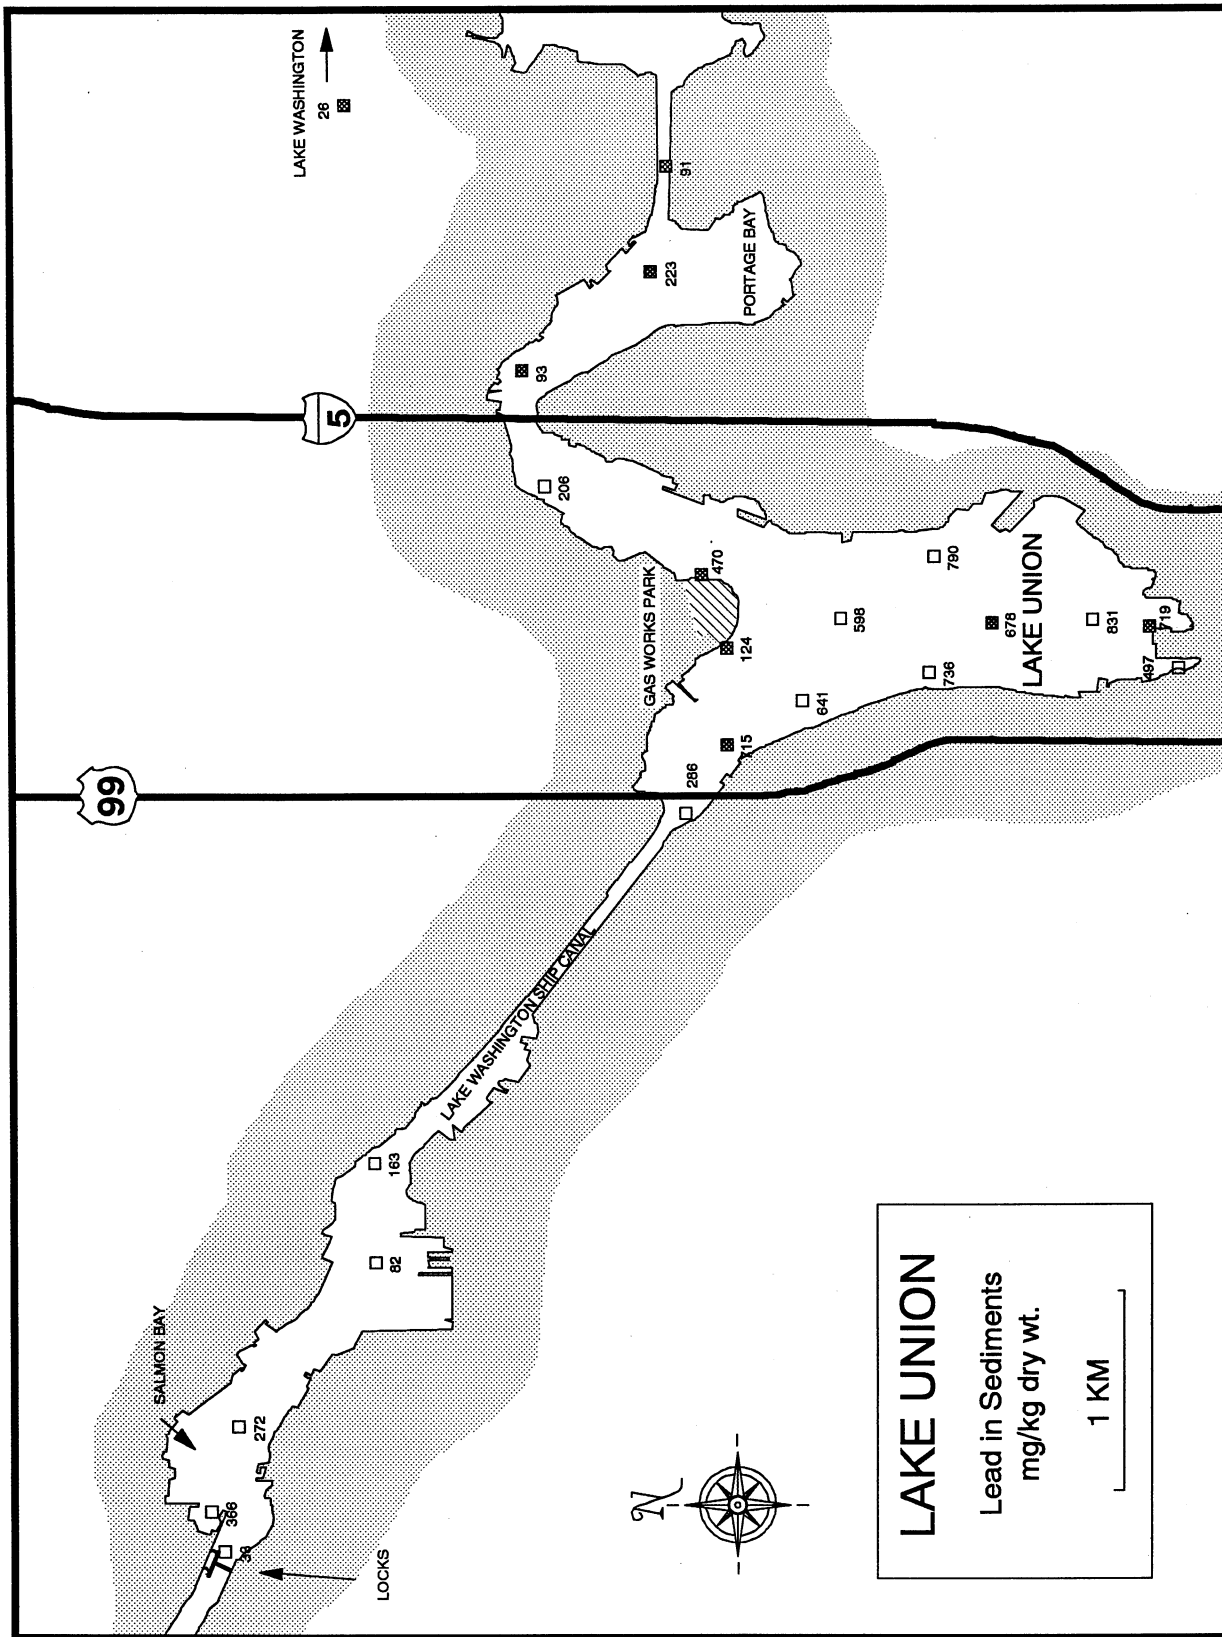 LAKE WASHINGTON
26
91
223
PORTAGE BAY
93
5
206
GAS WORKS PARK
470
124
598
790
678
LAKE UNION
831
719
497
736
641
715
286
99
LAKE WASHINGTON SHIP CANAL
163
82
SALMON BAY
272
366
LOCKS
N
LAKE UNION
Lead in Sediments
mg/kg dry wt.
1 KM